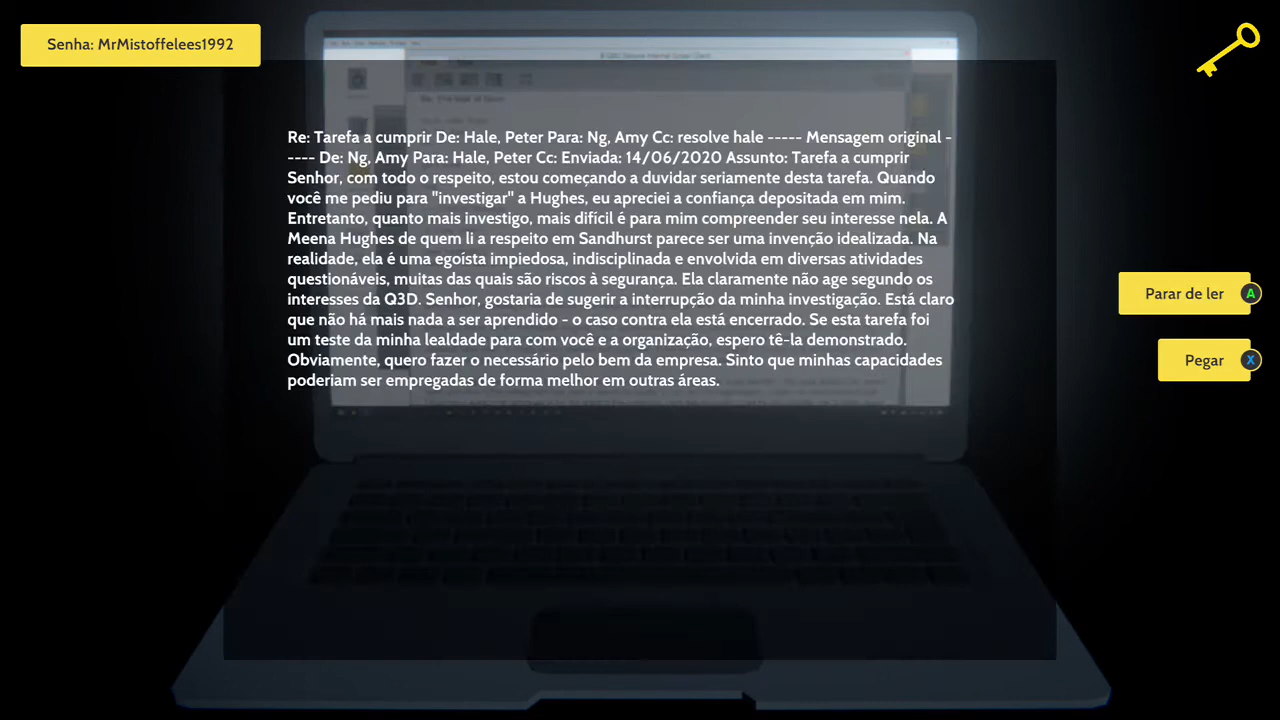 Senha: MrMistoffelees1992
Re: Tarefa a cumprir De: Hale, Peter Para: Ng, Amy Cc: resolve hale ----- Mensagem original -
---- De: Ng, Amy Para: Hale, Peter Cc: Enviada: 14/06/2020 Assunto: Tarefa a cumprir
Senhor, com todo o respeito, estou começando a duvidar seriamente desta tarefa. Quando
você me pediu para "investigar" a Hughes, eu apreciei a confiança depositada em mim.
Entretanto, quanto mais investigo, mais difícil é para mim compreender seu interesse nela. A
Meena Hughes de quem li a respeito em Sandhurst parece ser uma invenção idealizada. Na
realidade, ela é uma egoísta impiedosa, indisciplinada e envolvida em diversas atividades
questionáveis, muitas das quais são riscos à segurança. Ela claramente não age segundo os
interesses da Q3D. Senhor, gostaria de sugerir a interrupção da minha investigação. Está claro
que não há mais nada a ser aprendido - o caso contra ela está encerrado. Se esta tarefa foi
um teste da minha lealdade para com você e a organização, espero tê-la demonstrado.
Obviamente, quero fazer o necessário pelo bem da empresa. Sinto que minhas capacidades
poderiam ser empregadas de forma melhor em outras áreas.
Parar de ler A
Pegar X